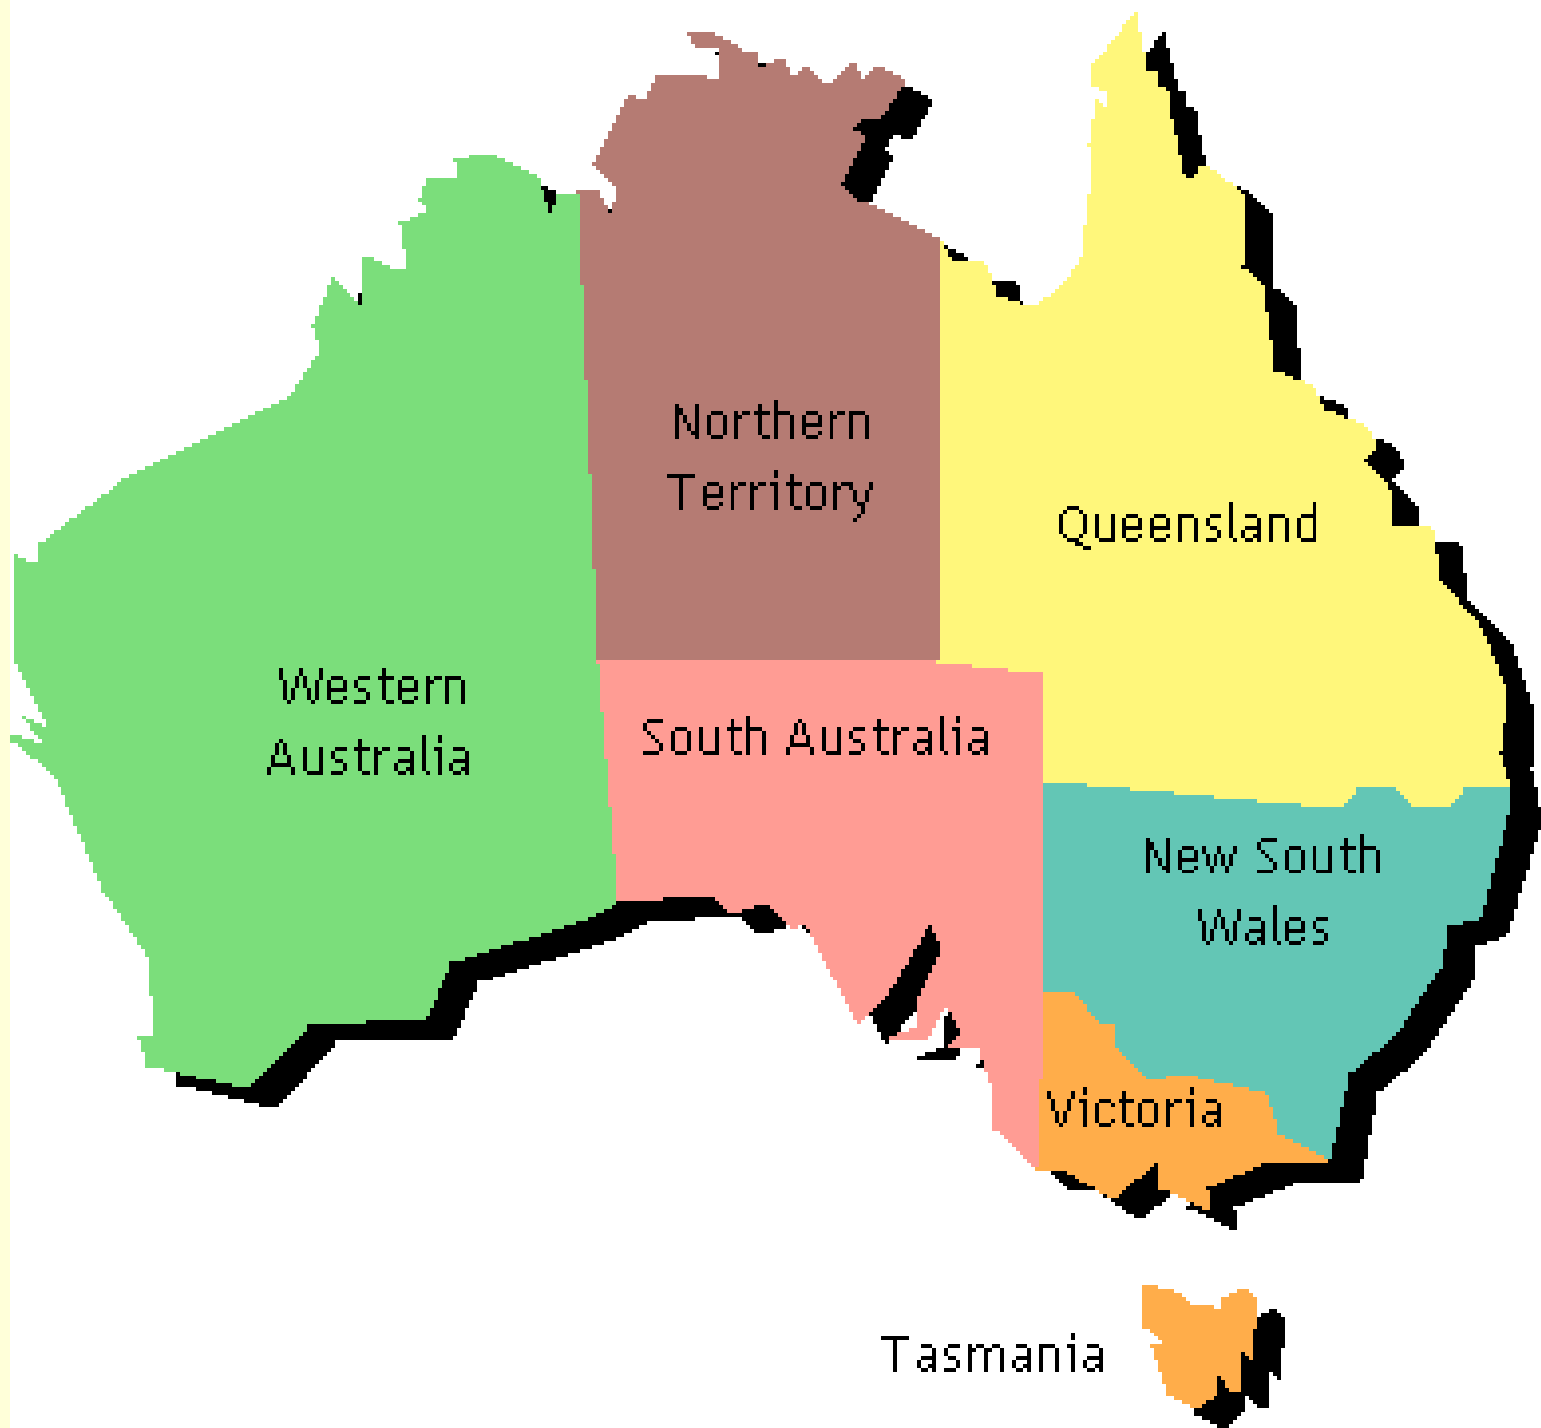 Northern
Territory
Queensland
Western
Australia
South Australia
New South
Wales
Victoria
Tasmania